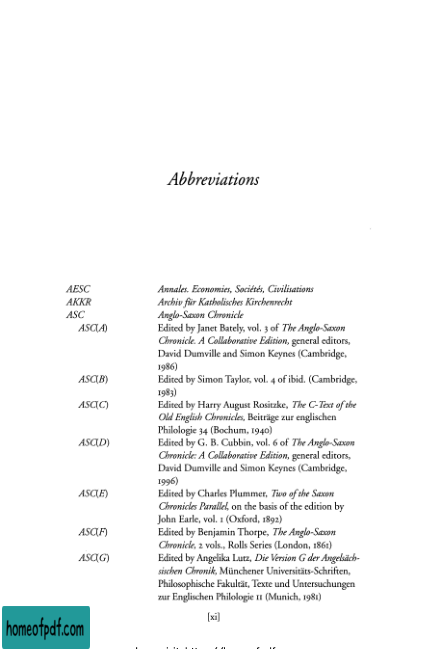 Abbreviations
AESC Annales. Economies, Sociétés, Civilisations
AKKR Archiv für Katholisches Kirchenrecht
ASC Anglo-Saxon Chronicle
ASC(A) Edited by Janet Bately, vol. 3 of The Anglo-Saxon
Chronicle. A Collaborative Edition, general editors,
David Dumville and Simon Keynes (Cambridge,
1986)
ASC(B) Edited by Simon Taylor, vol. 4 of ibid. (Cambridge,
1983)
ASC(C) Edited by Harry August Rositzke, The C-Text of the
Old English Chronicles, Beiträge zur englischen
Philologie 34 (Bochum, 1940)
ASC(D) Edited by G. B. Cubbin, vol. 6 of The Anglo-Saxon
Chronicle: A Collaborative Edition, general editors,
David Dumville and Simon Keynes (Cambridge,
1996)
ASC(E) Edited by Charles Plummer, Two of the Saxon
Chronicles Parallel, on the basis of the edition by
John Earle, vol. 1 (Oxford, 1892)
ASC(F) Edited by Benjamin Thorpe, The Anglo-Saxon
Chronicle, 2 vols., Rolls Series (London, 1861)
ASC(G) Edited by Angelika Lutz, Die Version G der Angelsäch-
sischen Chronik, Münchener Universitäts-Schriften,
Philosophische Fakultät, Texte und Untersuchungen
zur Englischen Philologie 11 (Munich, 1981)
[xi]
homeofpdf.com